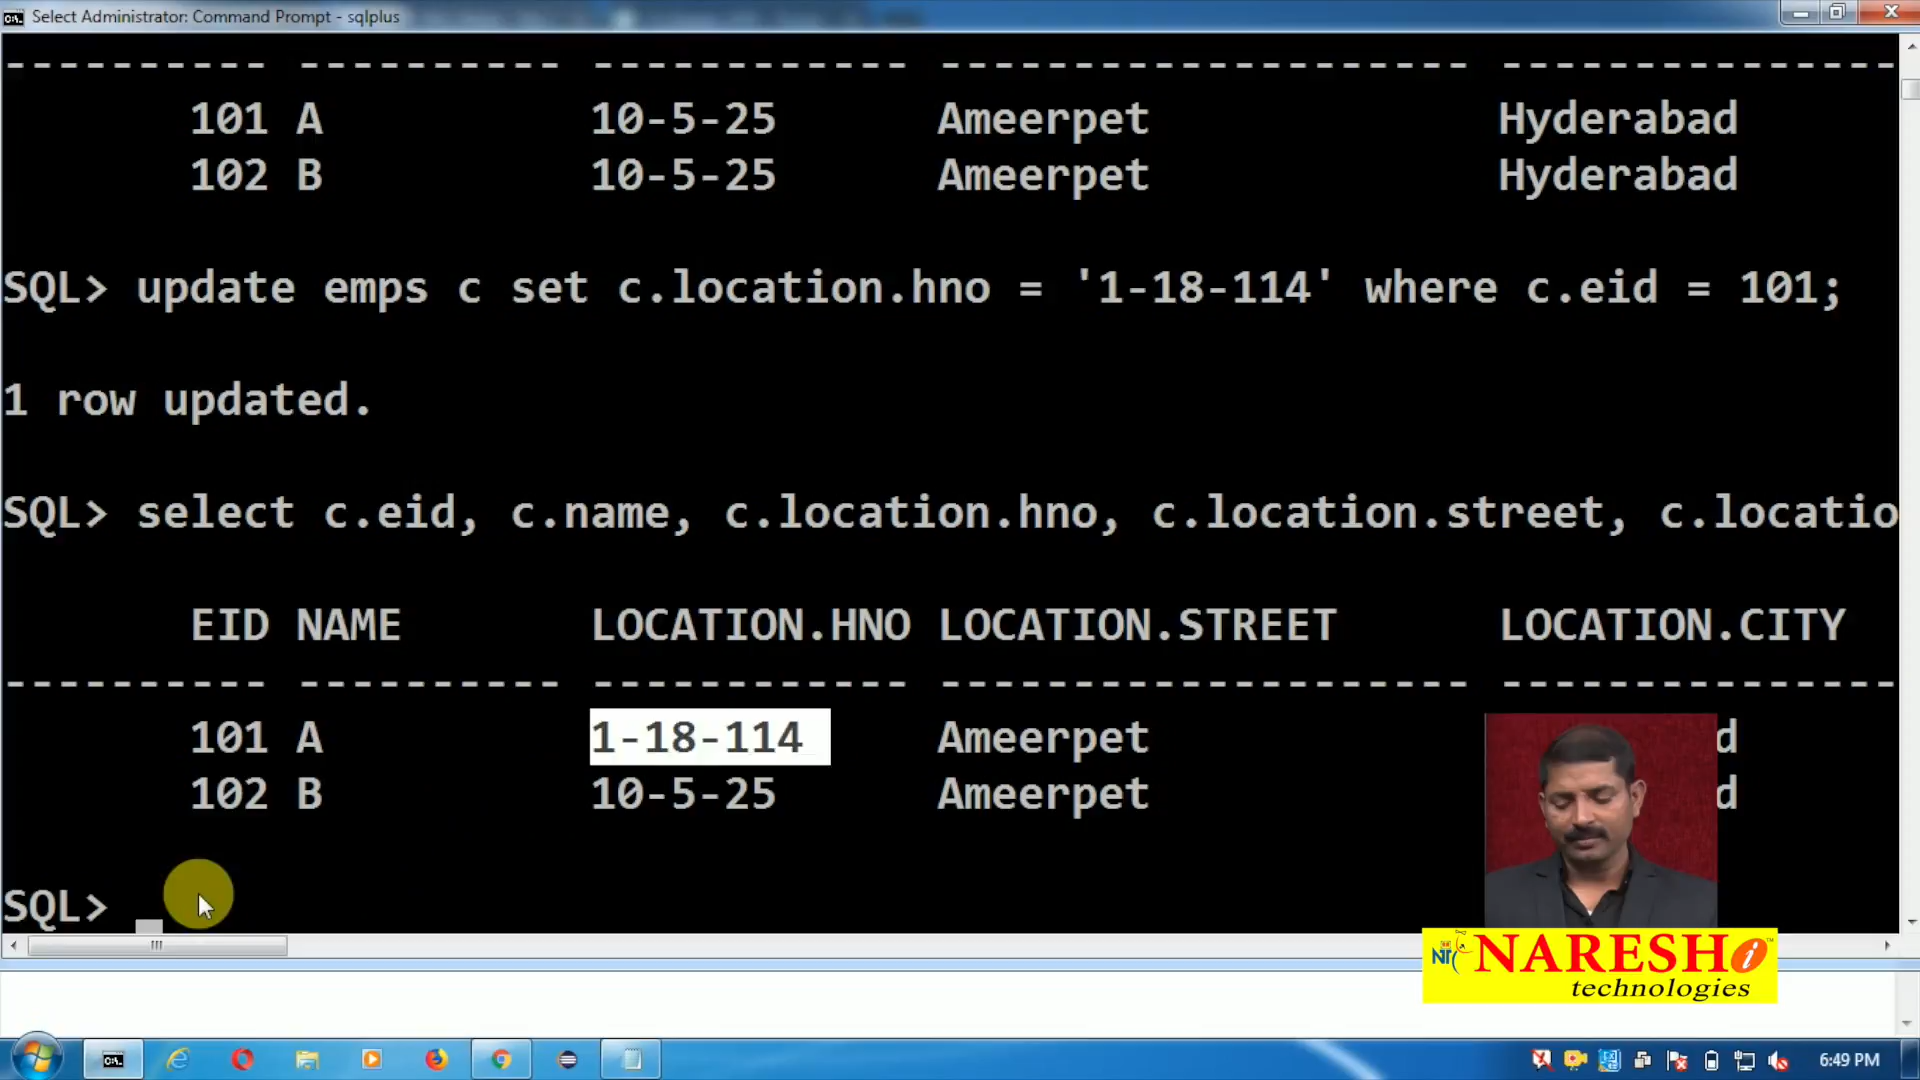 Select Administrator: Command Prompt - sqlplus
---------- ---------- ------------ -------------------- ---------------
101 A 10-5-25 Ameerpet Hyderabad
102 B 10-5-25 Ameerpet Hyderabad
SQL> update emps c set c.location.hno = '1-18-114' where c.eid = 101;
1 row updated.
SQL> select c.eid, c.name, c.location.hno, c.location.street, c.locatio
EID NAME LOCATION.HNO LOCATION.STREET LOCATION.CITY
---------- ---------- ------------ -------------------- ---------------
101 A 1-18-114 Ameerpet d
102 B 10-5-25 Ameerpet d
SQL>
NT NARESH i
technologies
6:49 PM